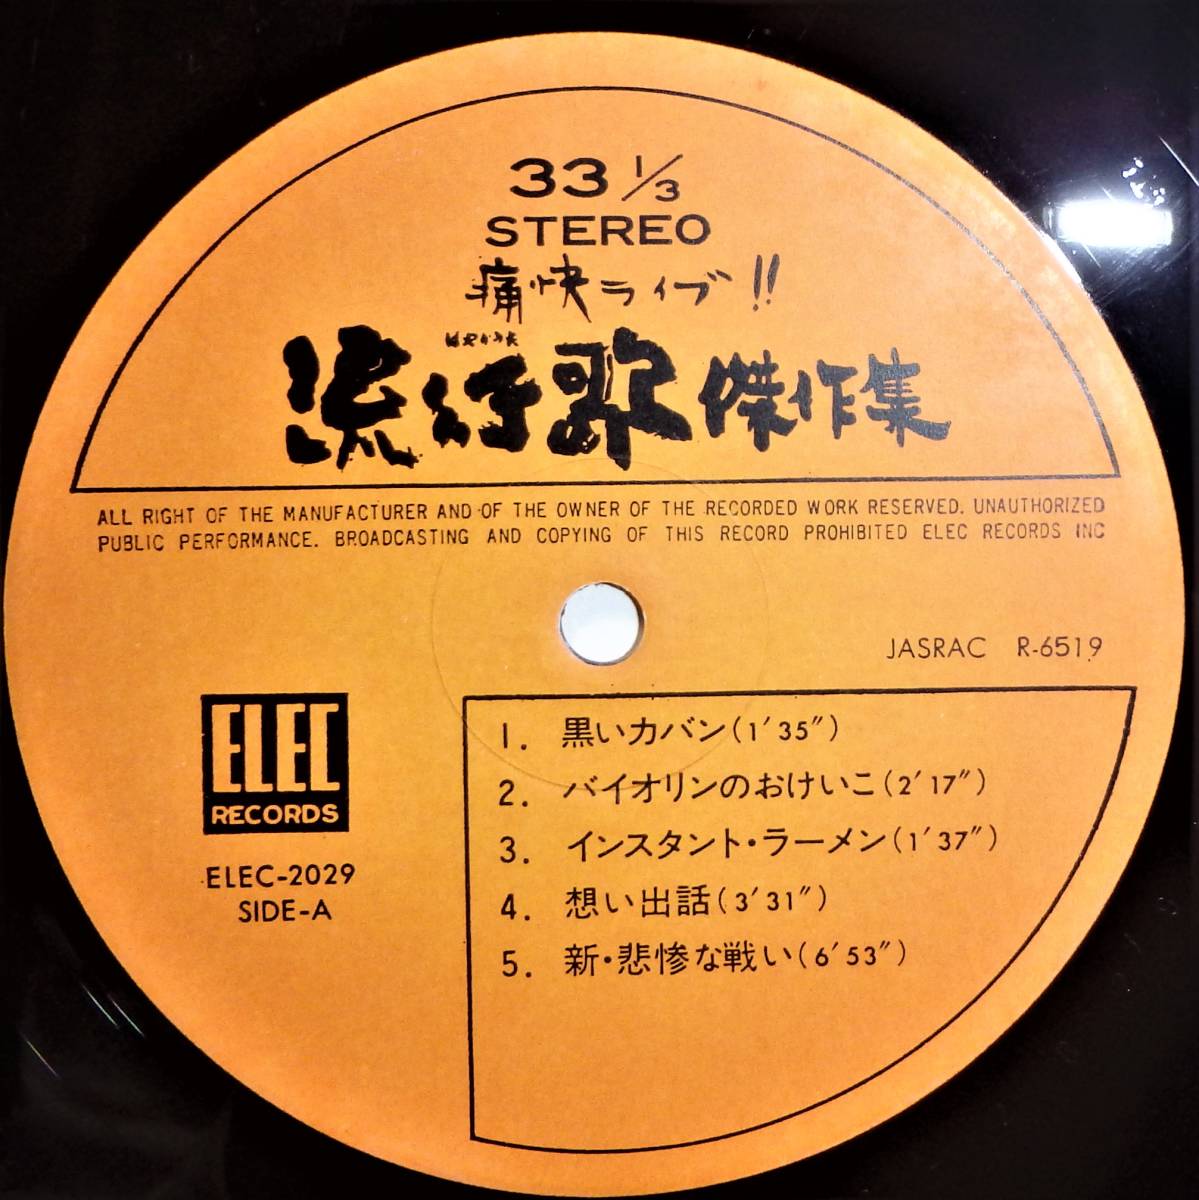 33 1/3
STEREO
痛快ライブ!!
はやりうた
流行歌傑作集
ALL RIGHT OF THE MANUFACTURER AND OF THE OWNER OF THE RECORDED WORK RESERVED. UNAUTHORIZED
PUBLIC PERFORMANCE. BROADCASTING AND COPYING OF THIS RECORD PROHIBITED ELEC RECORDS INC
JASRAC R-6519
ELEC
RECORDS
ELEC-2029
SIDE-A
1. 黒いカバン(1′35″)
2. バイオリンのおけいこ(2′17″)
3. インスタント・ラーメン(1′37″)
4. 想い出話(3′31″)
5. 新・悲惨な戦い(6′53″)